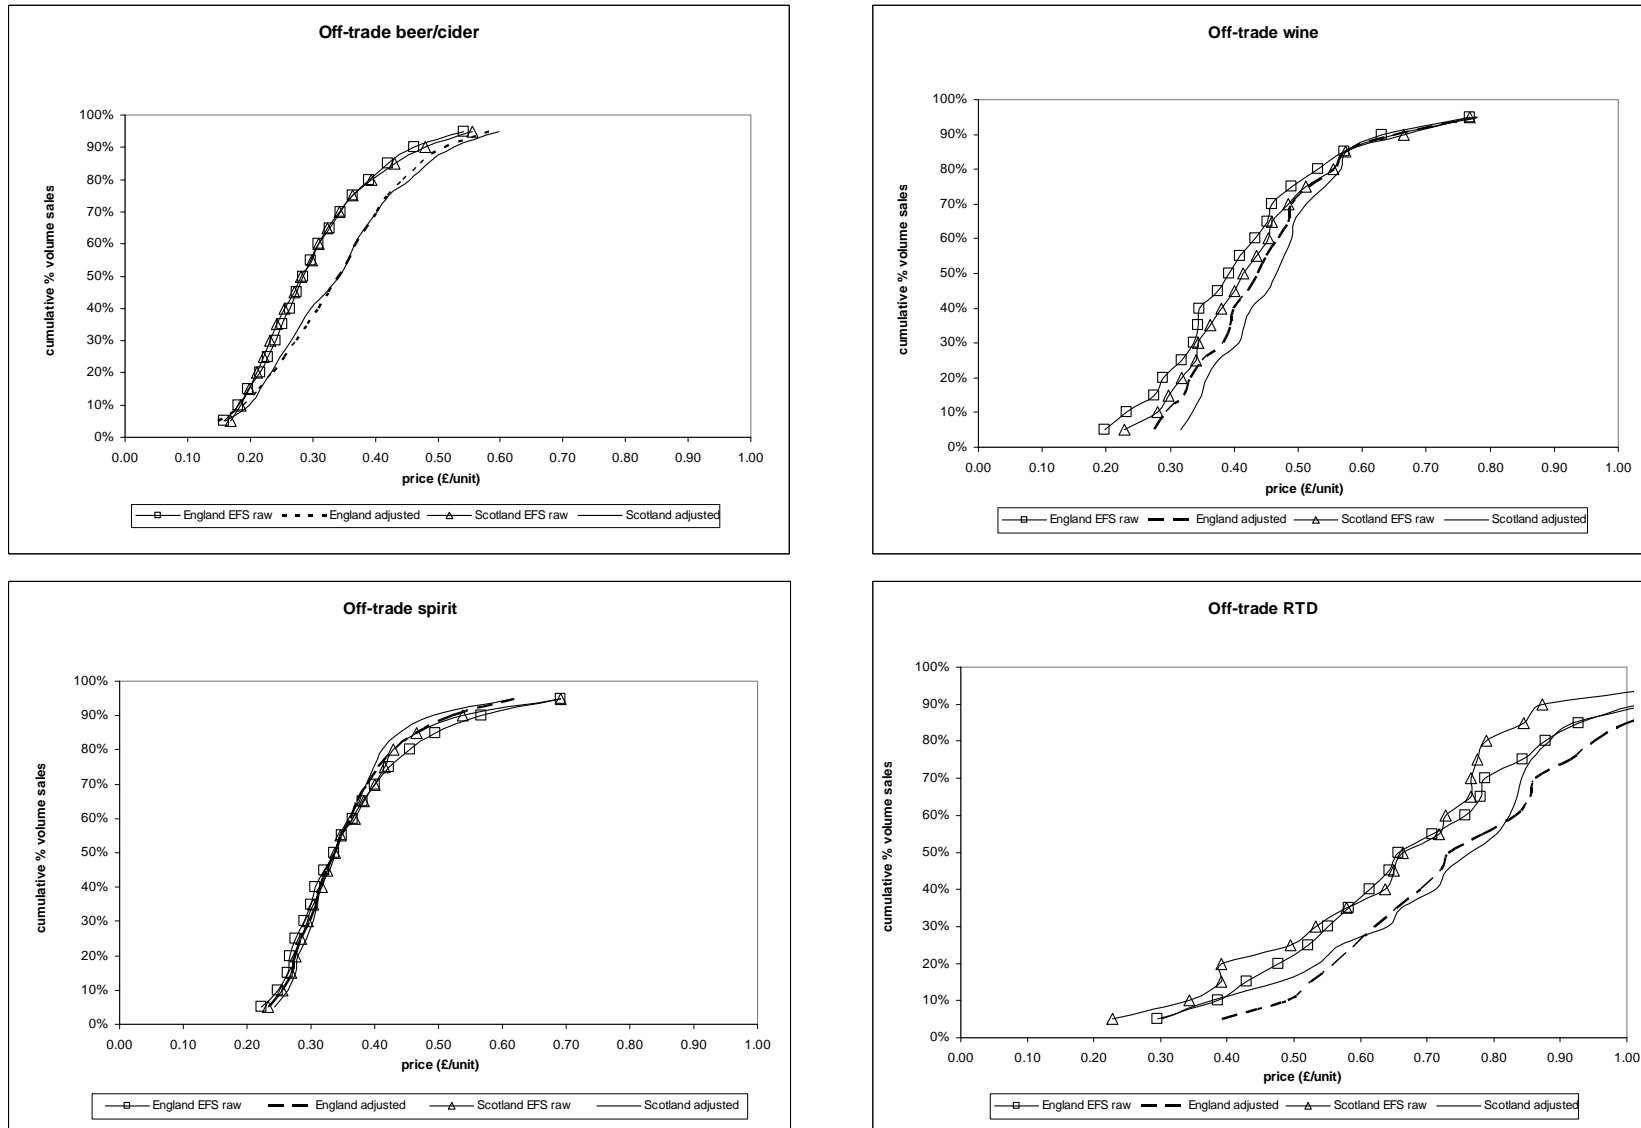 Off-trade beer/cider
100%
90%
80%
70%
60%
50%
40%
30%
20%
10%
0%
cumulative % volume sales
0.00 0.10 0.20 0.30 0.40 0.50 0.60 0.70 0.80 0.90 1.00
price (£/unit)
England EFS raw England adjusted Scotland EFS raw Scotland adjusted
Off-trade wine
100%
90%
80%
70%
60%
50%
40%
30%
20%
10%
0%
cumulative % volume sales
0.00 0.10 0.20 0.30 0.40 0.50 0.60 0.70 0.80 0.90 1.00
price (£/unit)
England EFS raw England adjusted Scotland EFS raw Scotland adjusted
Off-trade spirit
100%
90%
80%
70%
60%
50%
40%
30%
20%
10%
0%
cumulative % volume sales
0.00 0.10 0.20 0.30 0.40 0.50 0.60 0.70 0.80 0.90 1.00
price (£/unit)
England EFS raw England adjusted Scotland EFS raw Scotland adjusted
Off-trade RTD
100%
90%
80%
70%
60%
50%
40%
30%
20%
10%
0%
cumulative % volume sales
0.00 0.10 0.20 0.30 0.40 0.50 0.60 0.70 0.80 0.90 1.00
price (£/unit)
England EFS raw England adjusted Scotland EFS raw Scotland adjusted